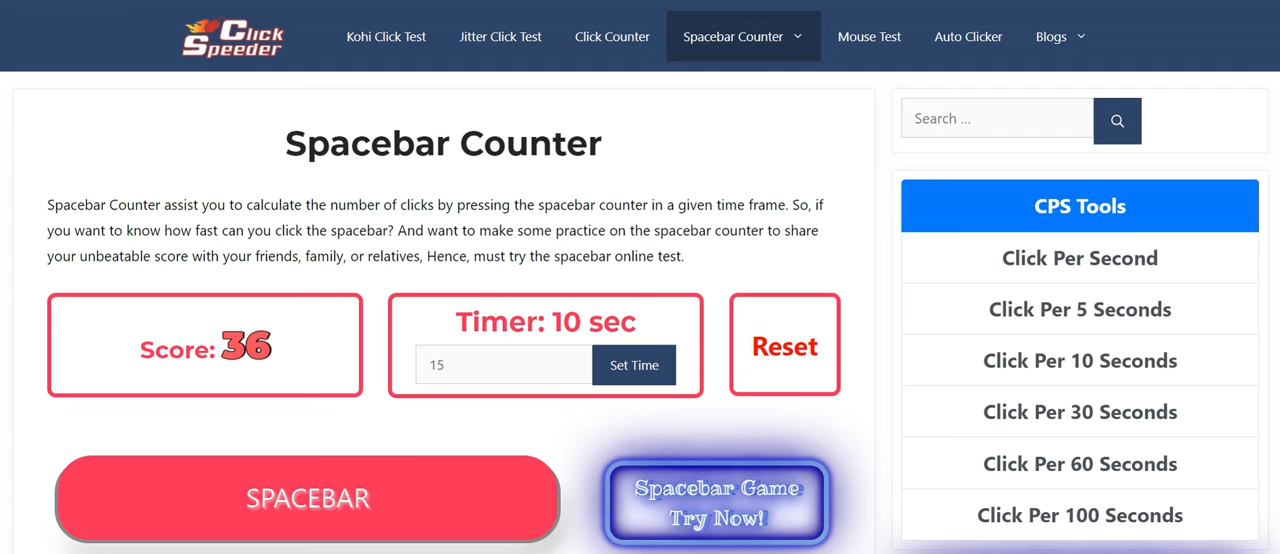 Click Speeder
Kohi Click Test
Jitter Click Test
Click Counter
Spacebar Counter
Mouse Test
Auto Clicker
Blogs
Spacebar Counter
Spacebar Counter assist you to calculate the number of clicks by pressing the spacebar counter in a given time frame. So, if
you want to know how fast can you click the spacebar? And want to make some practice on the spacebar counter to share
your unbeatable score with your friends, family, or relatives, Hence, must try the spacebar online test.
Score: 36
Timer: 10 sec
15
Set Time
Reset
SPACEBAR
Spacebar Game
Try Now!
Search ...
CPS Tools
Click Per Second
Click Per 5 Seconds
Click Per 10 Seconds
Click Per 30 Seconds
Click Per 60 Seconds
Click Per 100 Seconds